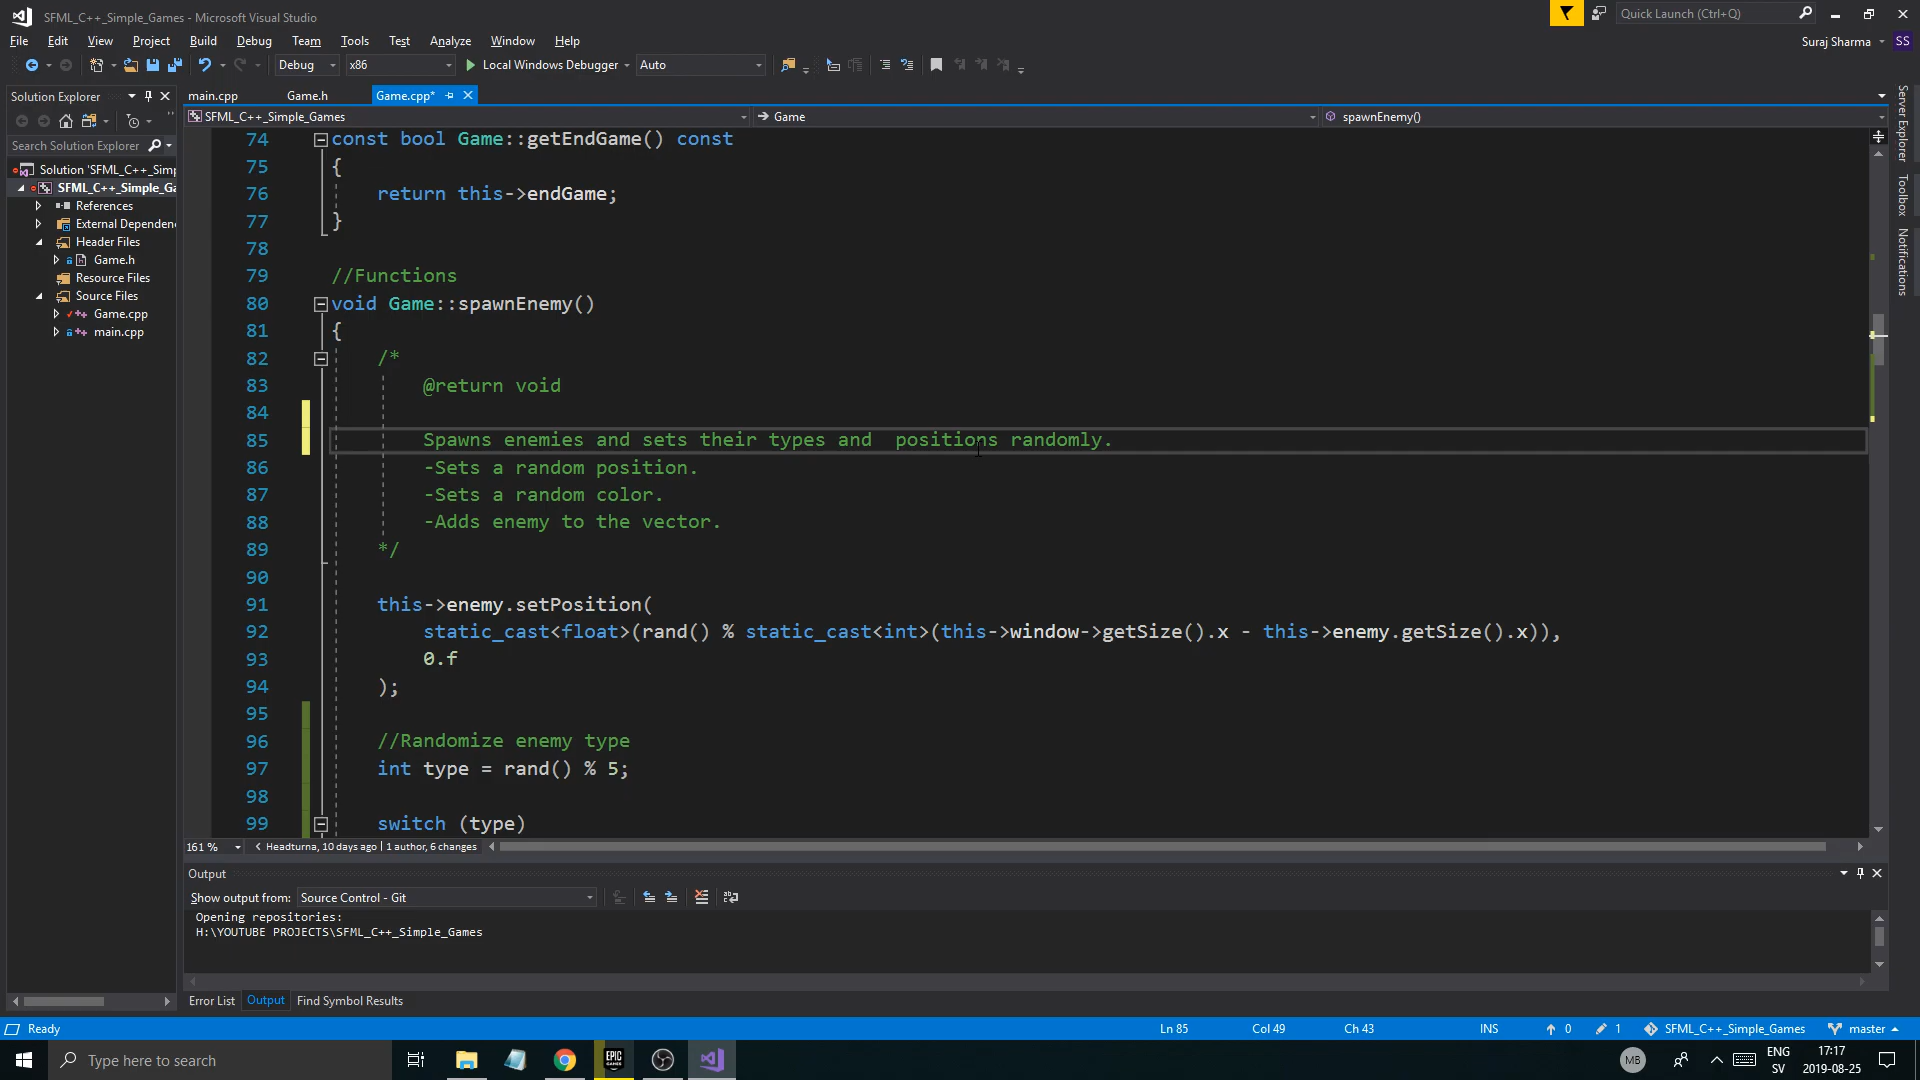 SFML_C++_Simple_Games - Microsoft Visual Studio
Quick Launch (Ctrl+Q)
File Edit View Project Build Debug Team Tools Test Analyze Window Help
Suraj Sharma SS
Debug x86 Local Windows Debugger Auto
Solution Explorer
main.cpp Game.h Game.cpp*
SFML_C++_Simple_Games Game spawnEnemy()
Search Solution Explorer
Solution 'SFML_C++_Simp
SFML_C++_Simple_Ga
References
External Dependen
Header Files
Game.h
Resource Files
Source Files
Game.cpp
main.cpp
74 const bool Game::getEndGame() const
75 {
76 return this->endGame;
77 }
78
79 //Functions
80 void Game::spawnEnemy()
81 {
82 /*
83 @return void
84
85 Spawns enemies and sets their types and  positions randomly.
86 -Sets a random position.
87 -Sets a random color.
88 -Adds enemy to the vector.
89 */
90
91 this->enemy.setPosition(
92 static_cast<float>(rand() % static_cast<int>(this->window->getSize().x - this->enemy.getSize().x)),
93 0.f
94 );
95
96 //Randomize enemy type
97 int type = rand() % 5;
98
99 switch (type)
Server Explorer
Toolbox
Notifications
161 % Headturna, 10 days ago | 1 author, 6 changes
Output
Show output from: Source Control - Git
Opening repositories:
H:\YOUTUBE PROJECTS\SFML_C++_Simple_Games
Error List Output Find Symbol Results
Ready Ln 85 Col 49 Ch 43 INS 0 1 SFML_C++_Simple_Games master
Type here to search
EPIC GAMES
MB
ENG
SV
17:17
2019-08-25